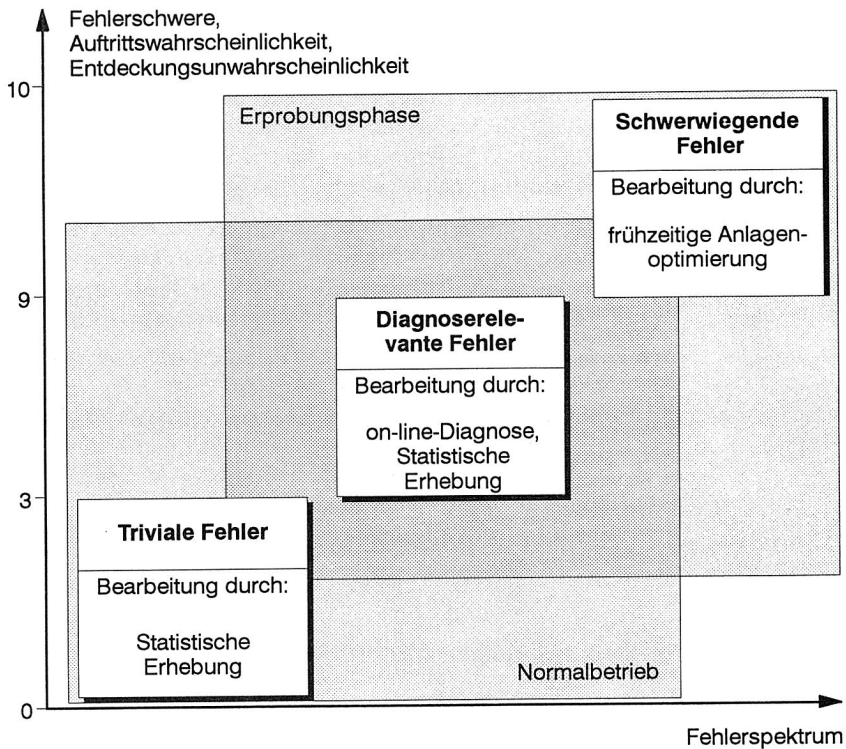 Fehlerschwere,
Auftrittswahrscheinlichkeit,
Entdeckungsunwahrscheinlichkeit
10
Erprobungsphase
Schwerwiegende
Fehler
Bearbeitung durch:
frühzeitige Anlagen-
optimierung
9
Diagnoserele-
vante Fehler
Bearbeitung durch:
on-line-Diagnose,
Statistische
Erhebung
3
Triviale Fehler
Bearbeitung durch:
Statistische
Erhebung
Normalbetrieb
0
Fehlerspektrum